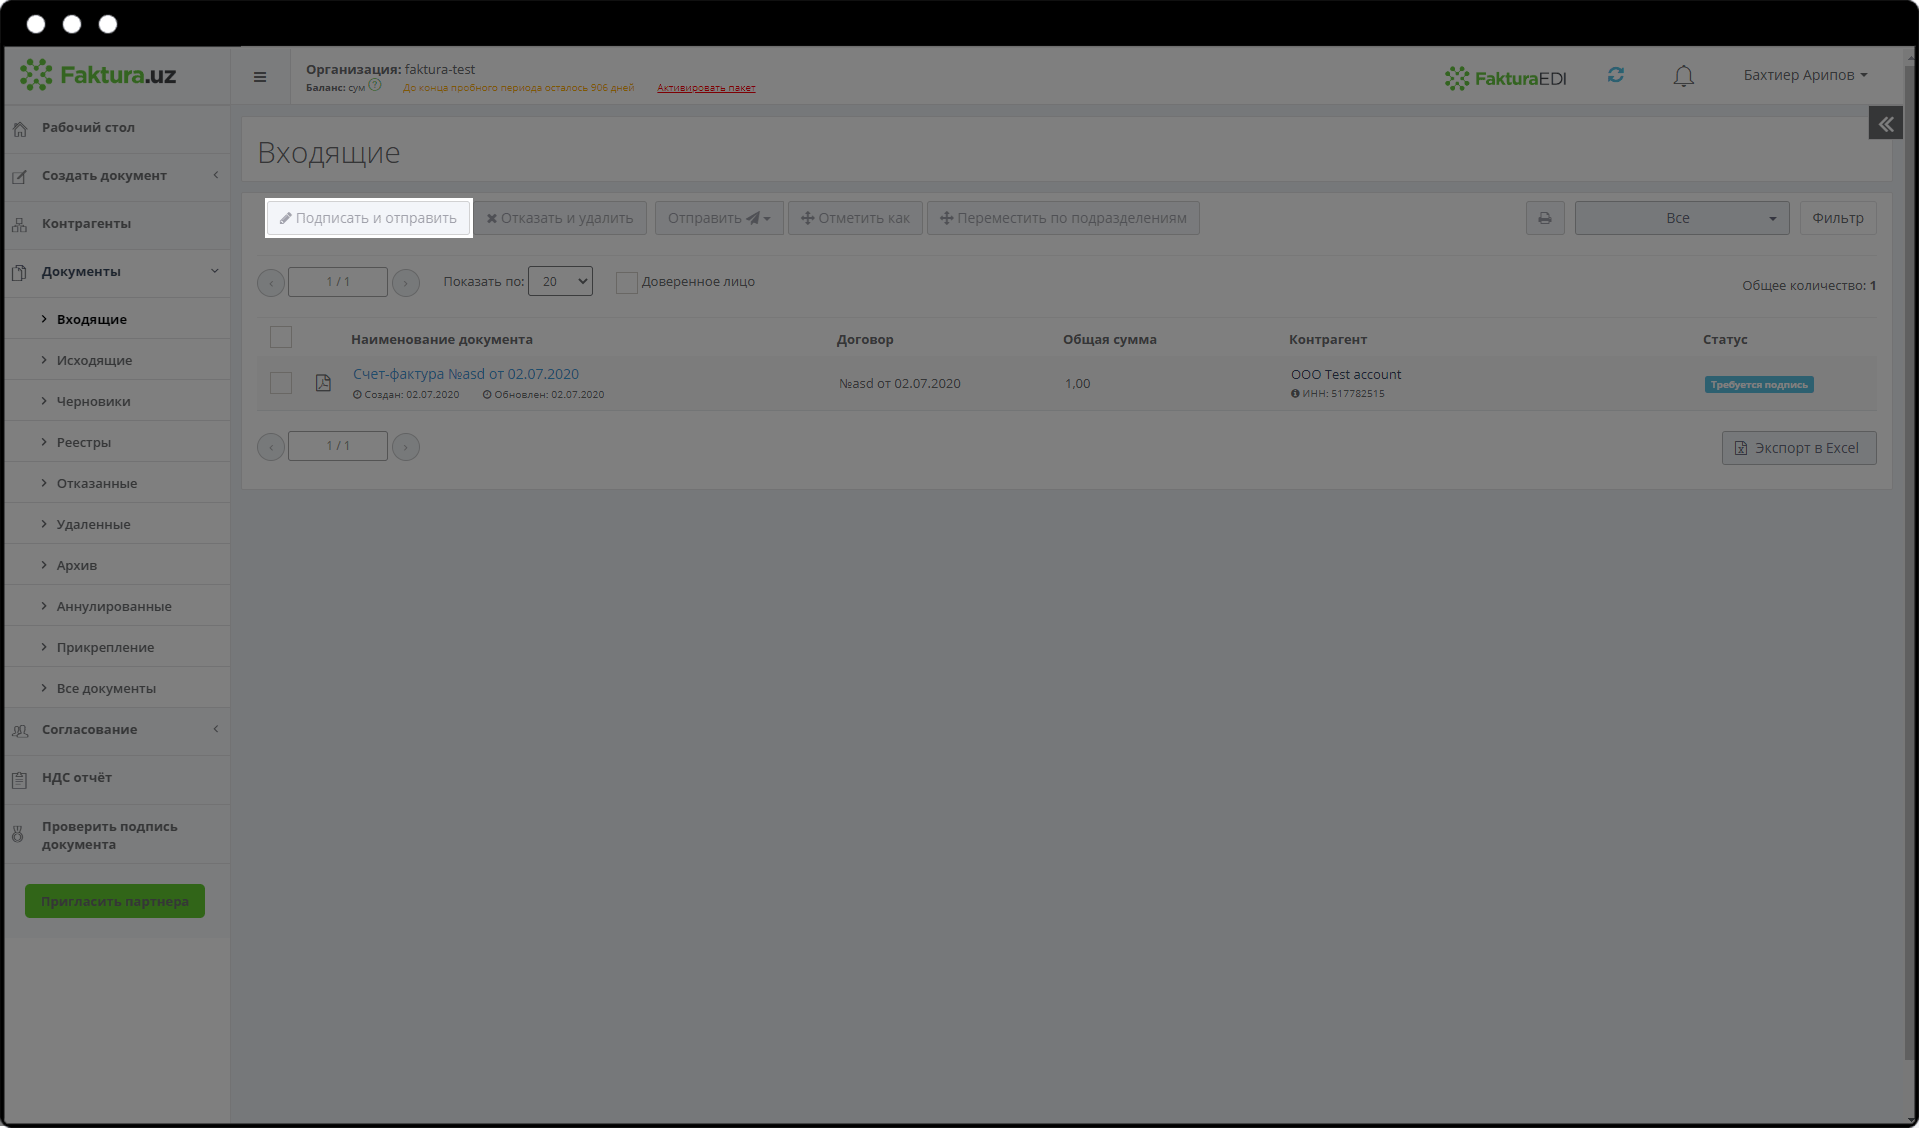 Faktura.uz
Организация: faktura-test
Баланс: сум ? До конца пробного периода осталось 906 дней Активировать пакет
FakturaEDI
Бахтиер Арипов
Рабочий стол
Создать документ
Контрагенты
Документы
Входящие
Исходящие
Черновики
Реестры
Отказанные
Удаленные
Архив
Аннулированные
Прикрепление
Все документы
Согласование
НДС отчёт
Проверить подпись
документа
Пригласить партнера
Входящие
Подписать и отправить Отказать и удалить Отправить Отметить как Переместить по подразделениям Все Фильтр
1 / 1 Показать по: 20 Доверенное лицо Общее количество: 1
Наименование документа Договор Общая сумма Контрагент Статус
Счет-фактура №asd от 02.07.2020
Создан: 02.07.2020 Обновлен: 02.07.2020
№asd от 02.07.2020
1,00
ООО Test account
ИНН: 517782515
Требуется подпись
1 / 1
Экспорт в Excel